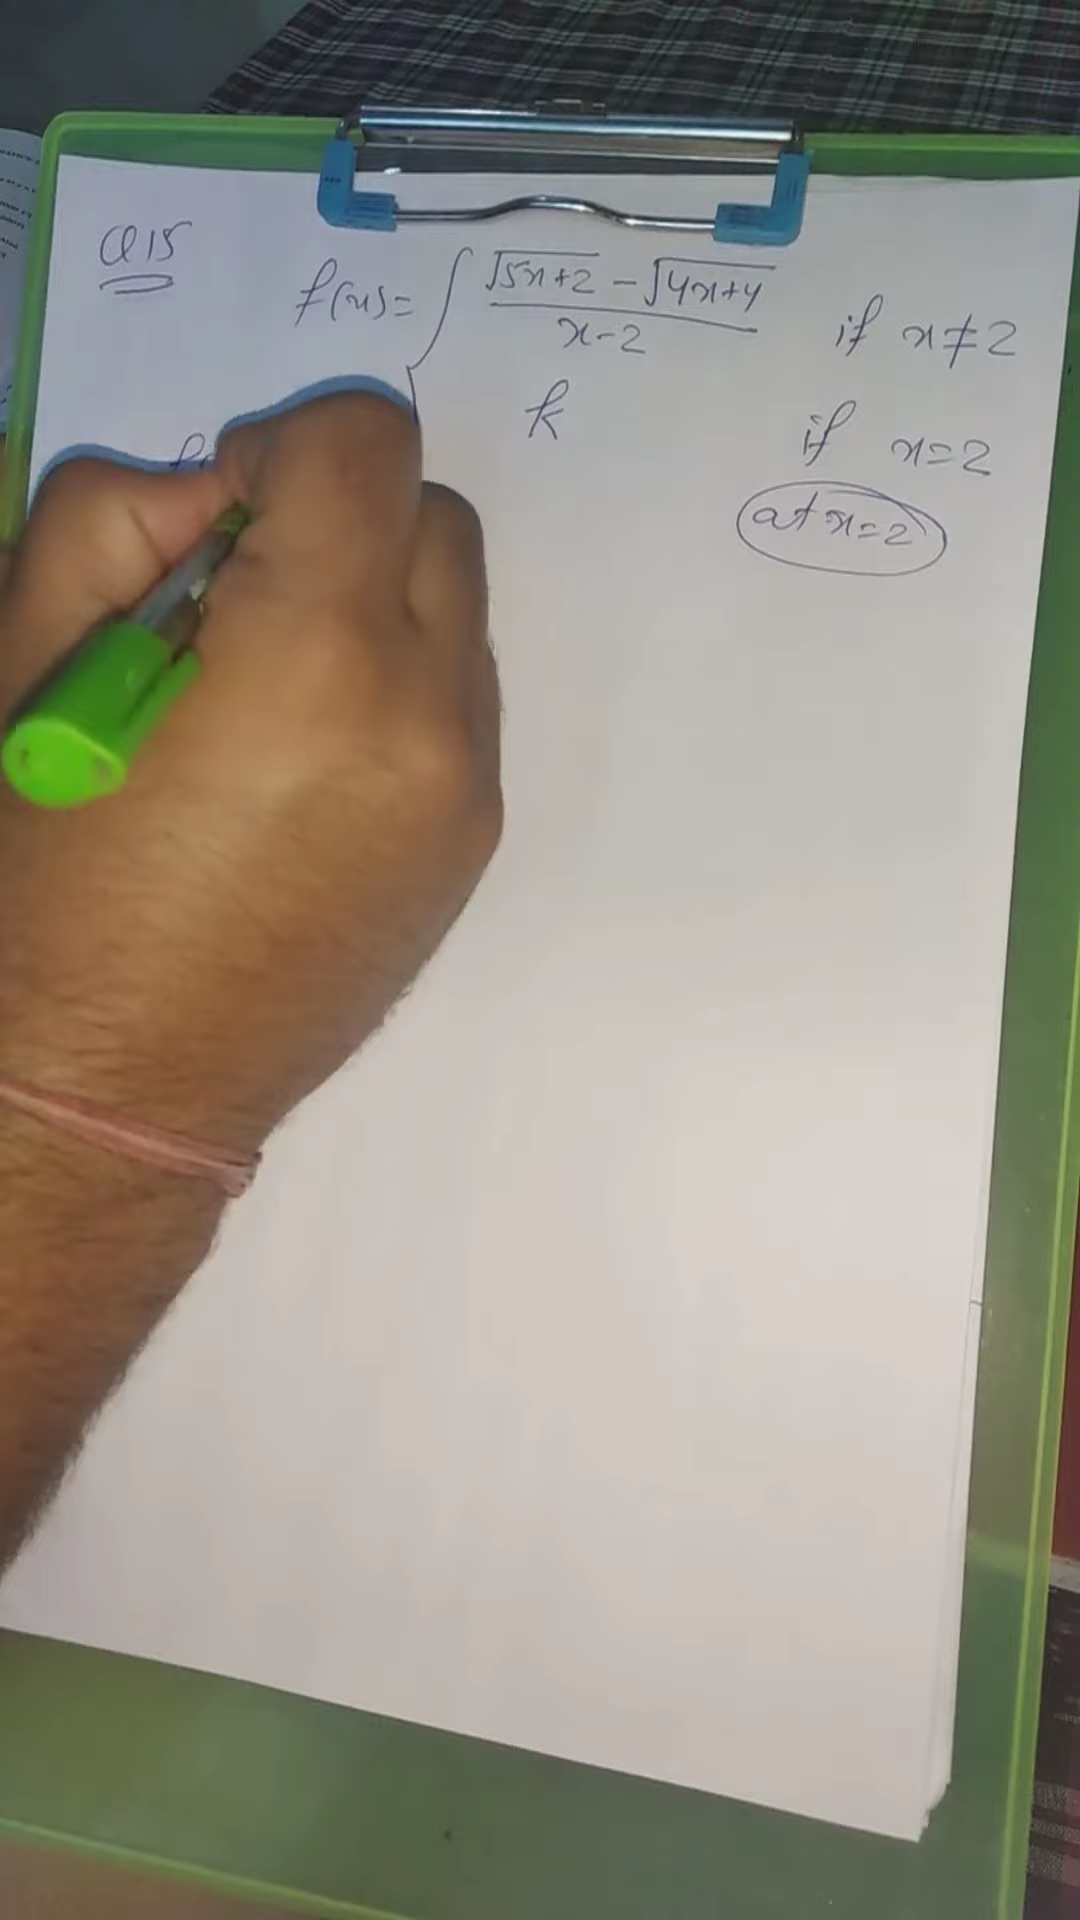 Q15
f(x) = { √5x+2 - √4x+4 / x-2 if x≠2
k if x=2
at x=2